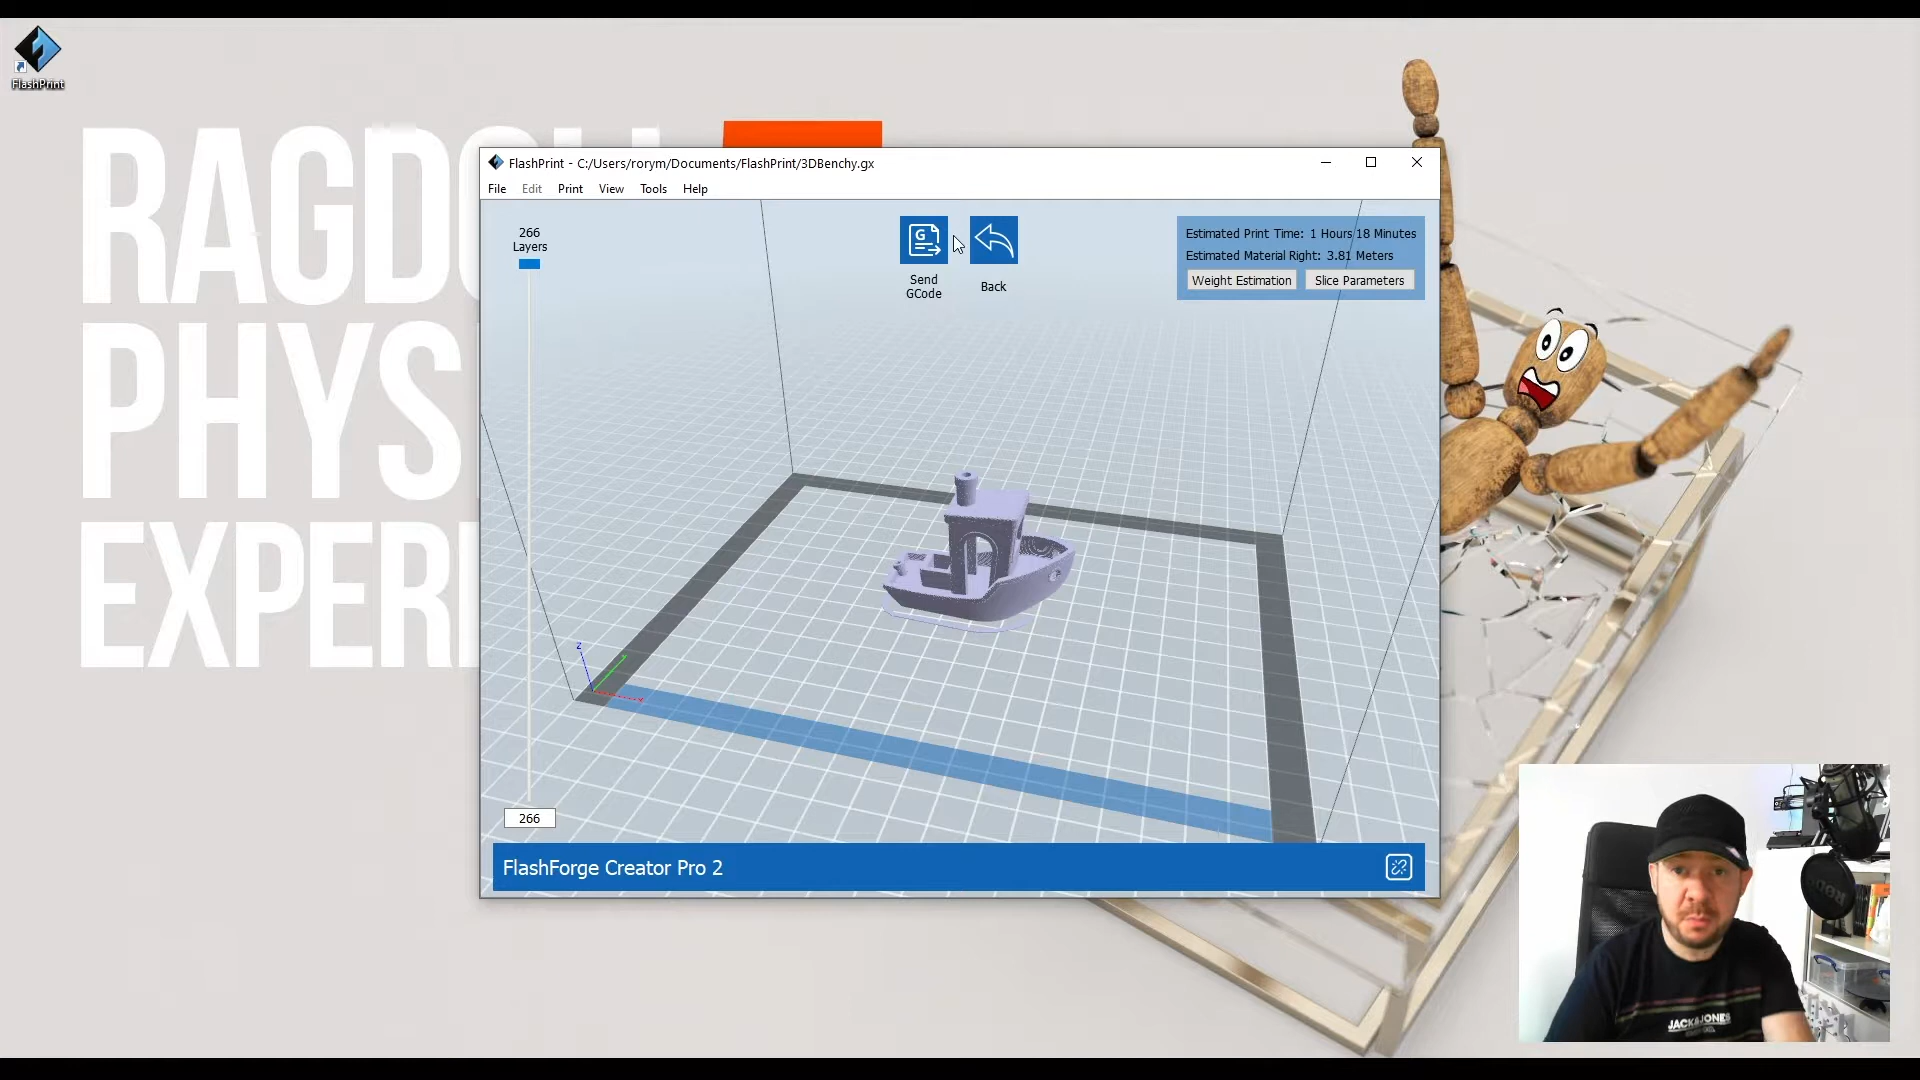 FlashPrint
RAGDOLL
PHYS
EXPERI
FlashPrint - C:/Users/rorym/Documents/FlashPrint/3DBenchy.gx
File Edit Print View Tools Help
266
Layers
Send
GCode
Back
Estimated Print Time: 1 Hours 18 Minutes
Estimated Material Right: 3.81 Meters
Weight Estimation
Slice Parameters
z
266
FlashForge Creator Pro 2
RODE
JACK&JONES